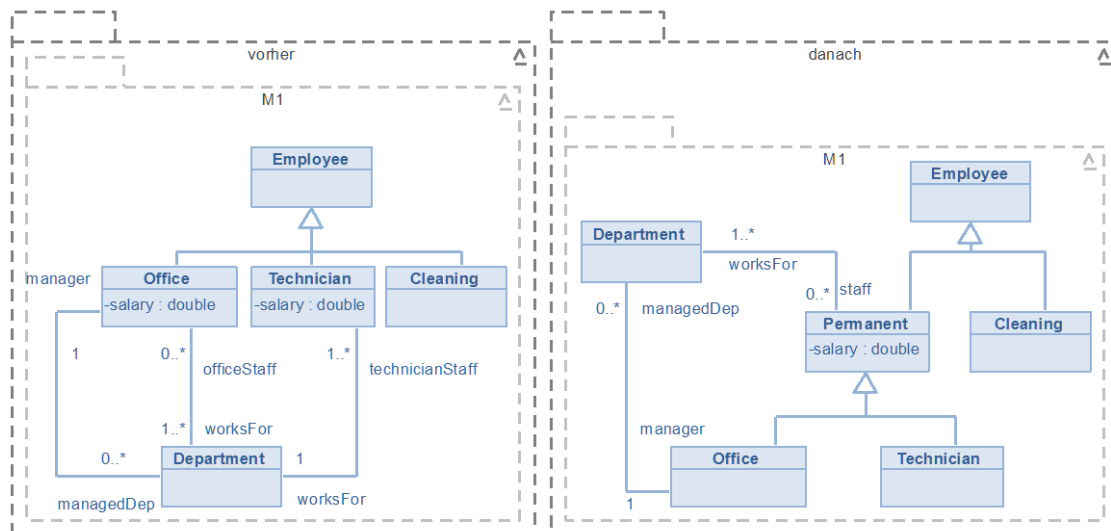 vorher
M1
Employee
manager
Office
-salary : double
Technician
-salary : double
Cleaning
1
0..*
officeStaff
1..*
technicianStaff
1..*
worksFor
0..*
Department
1
managedDep
worksFor
danach
M1
Employee
Department
1..*
worksFor
0..*
staff
0..*
managedDep
Permanent
-salary : double
Cleaning
manager
Office
Technician
1